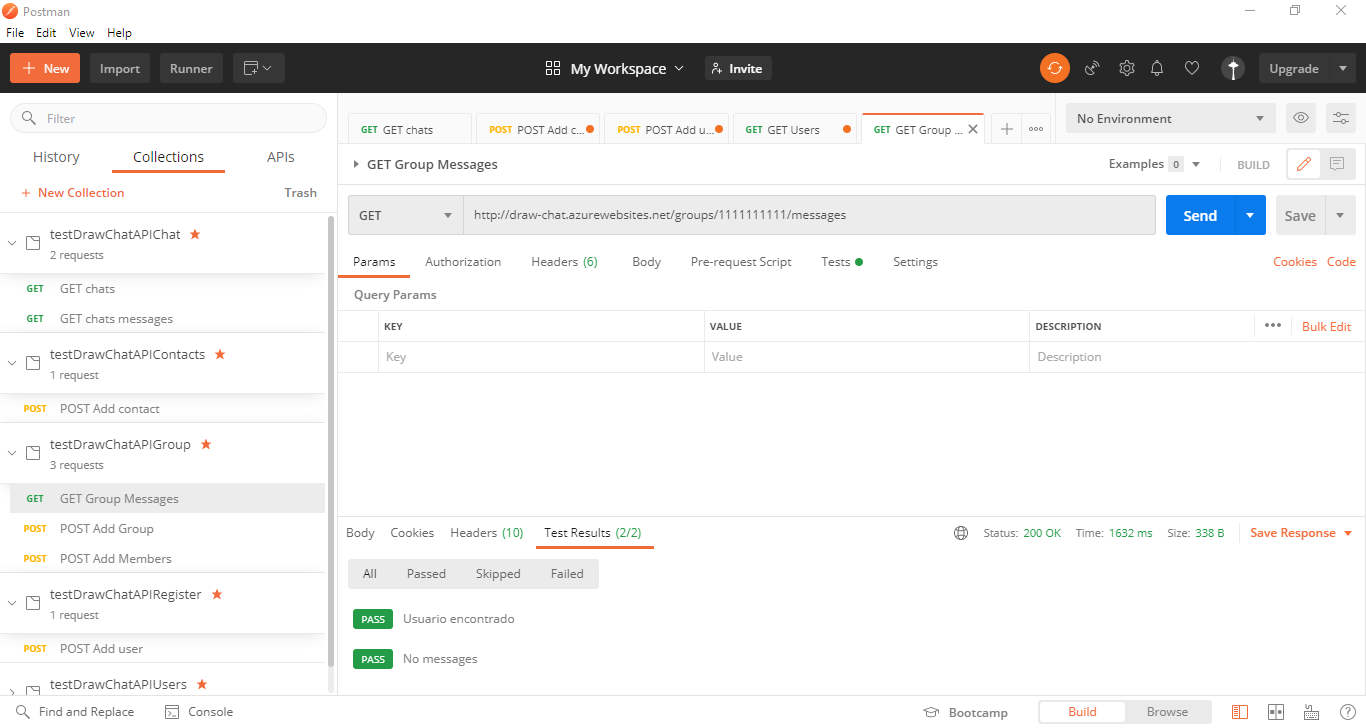 Postman
File Edit View Help
New Import Runner My Workspace Invite Upgrade
Filter
History Collections APIs
+ New Collection Trash
testDrawChatAPIChat
2 requests
GET GET chats
GET GET chats messages
testDrawChatAPIContacts
1 request
POST POST Add contact
testDrawChatAPIGroup
3 requests
GET GET Group Messages
POST POST Add Group
POST POST Add Members
testDrawChatAPIRegister
1 request
POST POST Add user
testDrawChatAPIUsers
GET GET chats POST POST Add c... POST POST Add u... GET GET Users GET GET Group ... No Environment
GET Group Messages Examples 0 BUILD
GET http://draw-chat.azurewebsites.net/groups/1111111111/messages Send Save
Params Authorization Headers (6) Body Pre-request Script Tests Settings Cookies Code
Query Params
KEY VALUE DESCRIPTION Bulk Edit
Key Value Description
Body Cookies Headers (10) Test Results (2/2) Status: 200 OK Time: 1632 ms Size: 338 B Save Response
All Passed Skipped Failed
PASS Usuario encontrado
PASS No messages
Find and Replace Console Bootcamp Build Browse